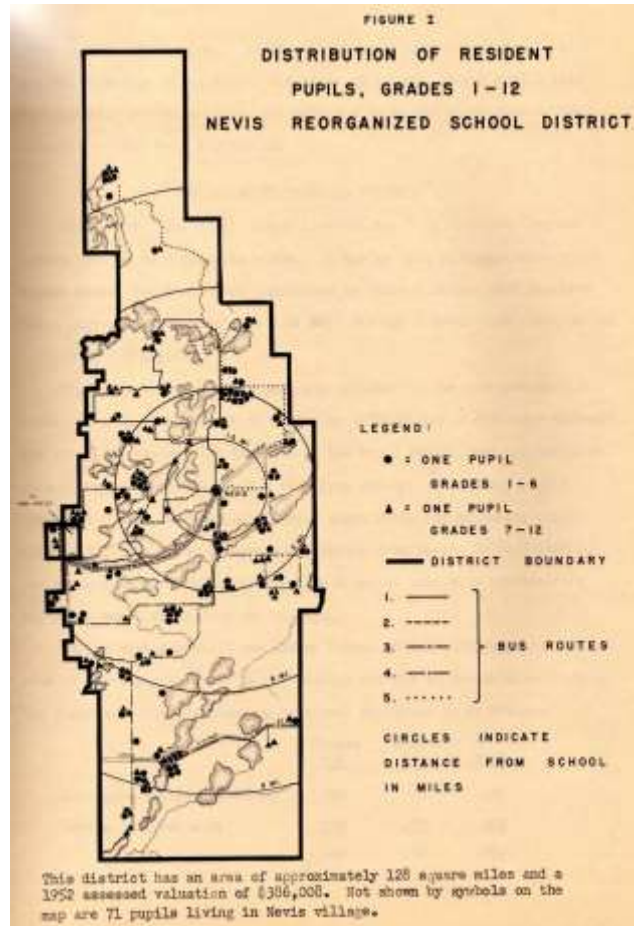 FIGURE I
DISTRIBUTION OF RESIDENT
PUPILS, GRADES 1-12
NEVIS REORGANIZED SCHOOL DISTRICT
LEGEND:
● = ONE PUPIL
GRADES 1-6
▲ = ONE PUPIL
GRADES 7-12
DISTRICT BOUNDARY
1.
2.
3. BUS ROUTES
4.
5.
CIRCLES INDICATE
DISTANCE FROM SCHOOL
IN MILES
NEVIS
6 MI.
This district has an area of approximately 128 square miles and a
1952 assessed valuation of $386,008. Not shown by symbols on the
map are 71 pupils living in Nevis village.